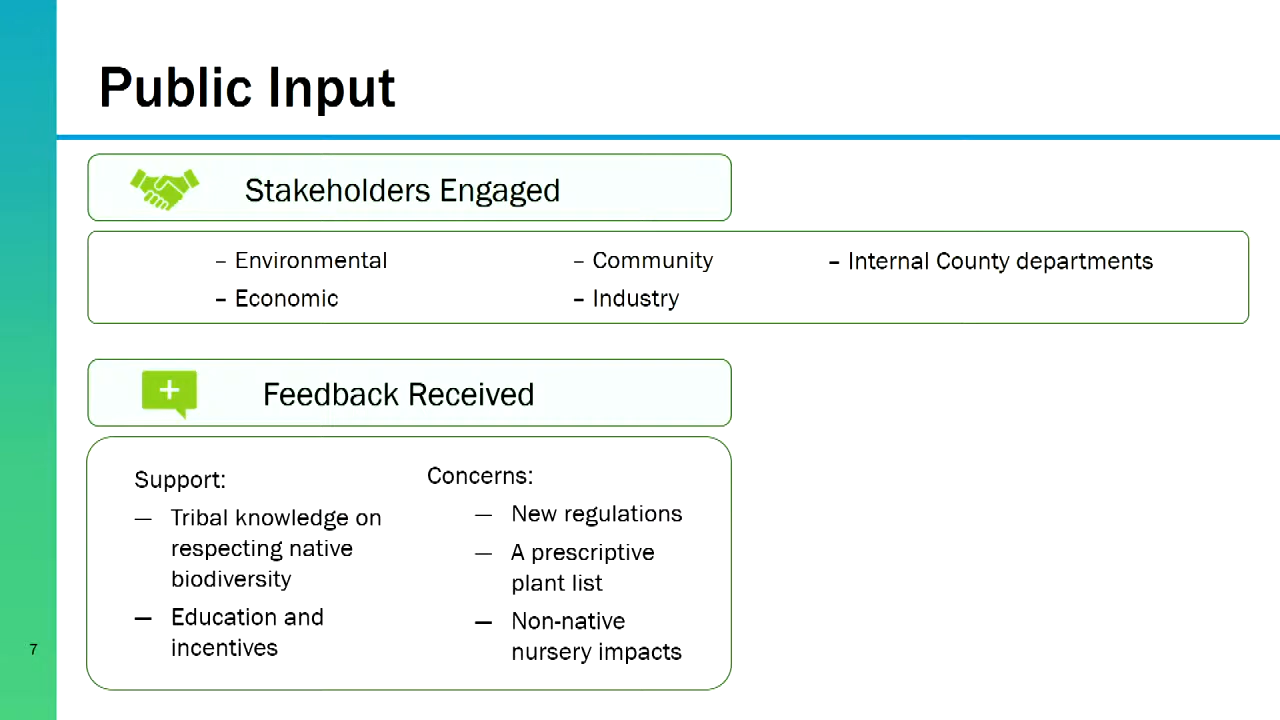 Public Input
Stakeholders Engaged
– Environmental
– Economic
– Community
– Industry
– Internal County departments
Feedback Received
Support:
— Tribal knowledge on
respecting native
biodiversity
— Education and
incentives
Concerns:
— New regulations
— A prescriptive
plant list
— Non-native
nursery impacts
7